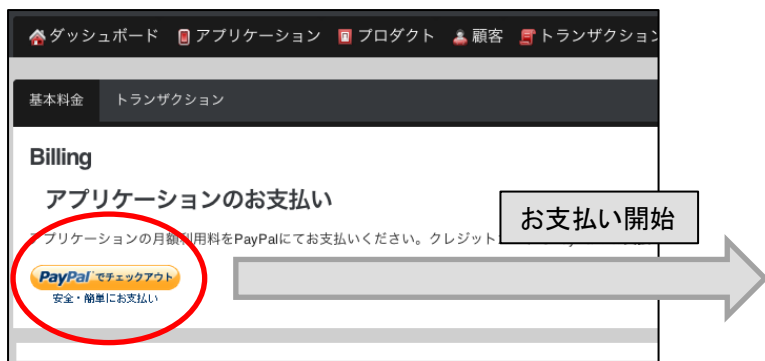 ダッシュボード アプリケーション プロダクト 顧客 トランザクション
基本料金 トランザクション
Billing
アプリケーションのお支払い
お支払い開始
アプリケーションの月額利用料をPayPalにてお支払いください。クレジット
PayPal でチェックアウト
安全・簡単にお支払い